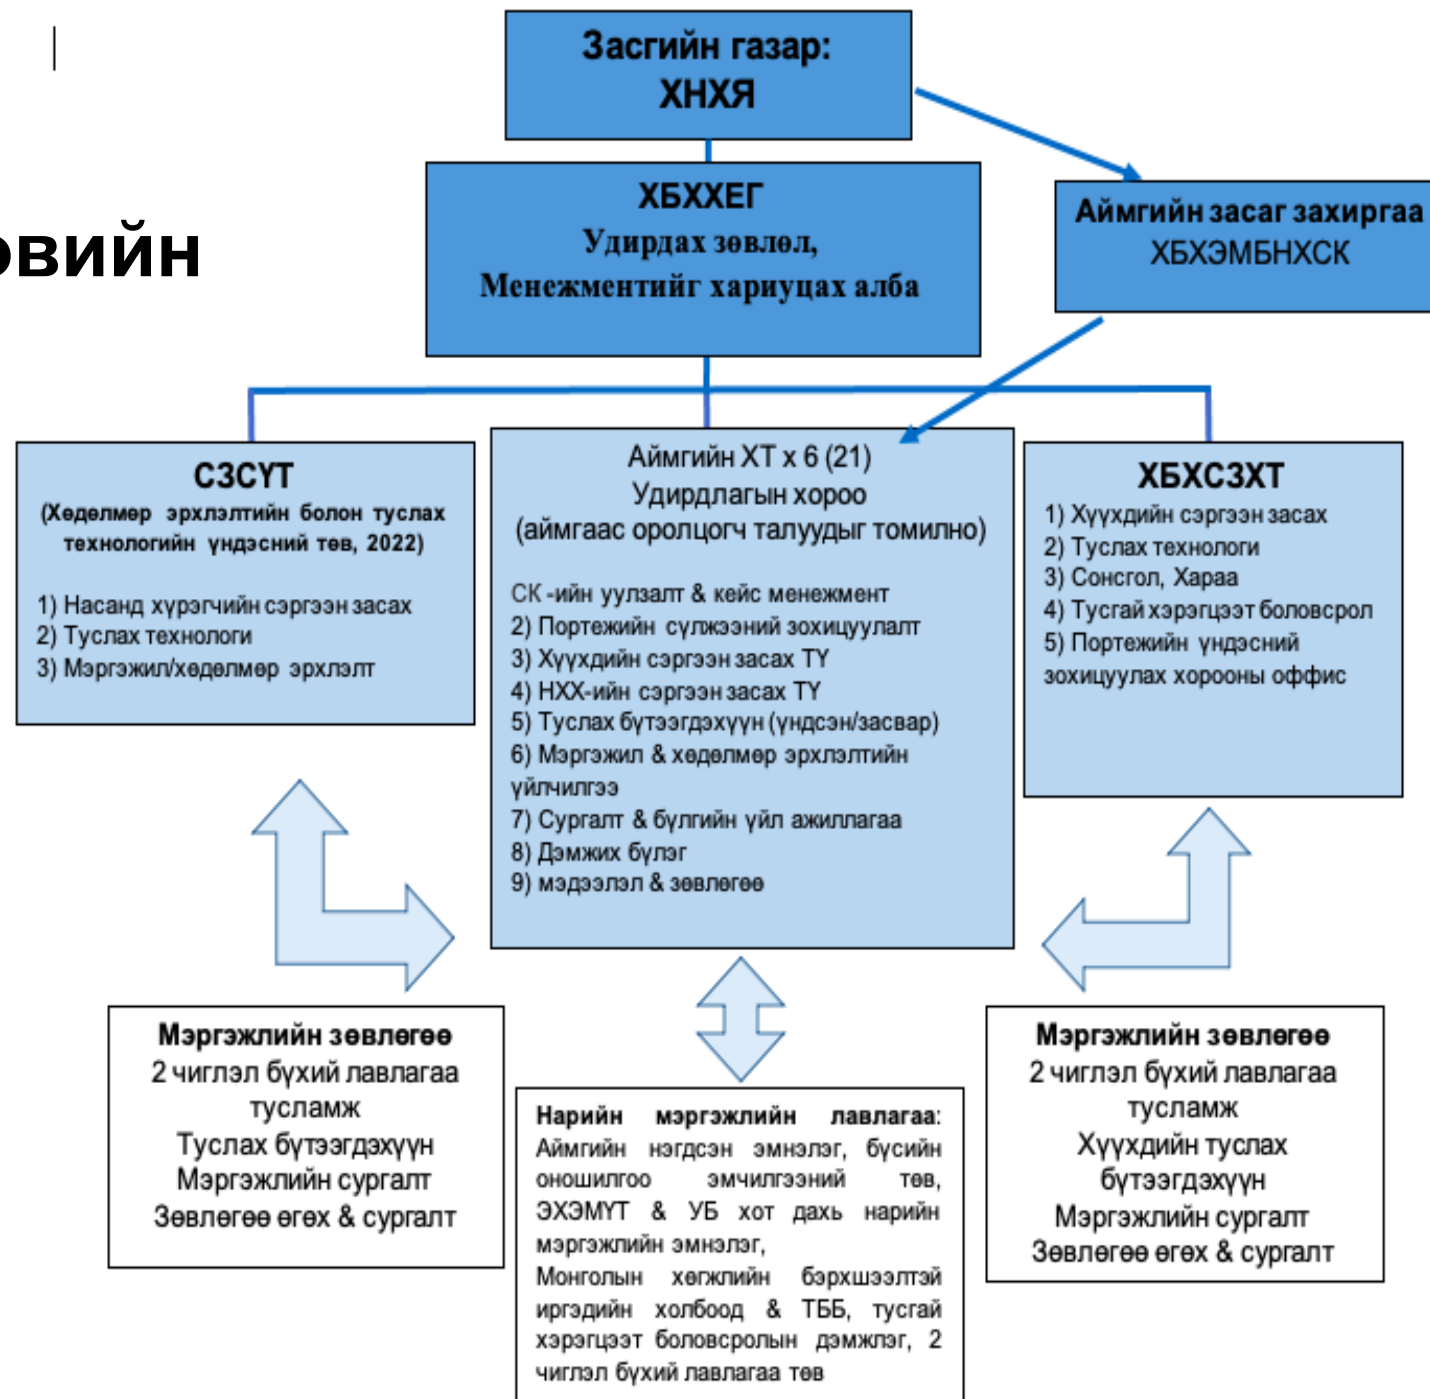 Засгийн газар:
ХНХЯ
ХБХХЕГ
Удирдах зөвлөл,
Менежментийг хариуцах алба
Аймгийн засаг захиргаа
ХБХЭМБНХСК
өвийн
СЗСҮТ
(Хөдөлмөр эрхлэлтийн болон туслах
технологийн үндэсний төв, 2022)
1) Насанд хүрэгчийн сэргээн засах
2) Туслах технологи
3) Мэргэжил/хөдөлмөр эрхлэлт
Аймгийн ХТ х 6 (21)
Удирдлагын хороо
(аймгаас оролцогч талуудыг томилно)
СК -ийн уулзалт & кейс менежмент
2) Портежийн сүлжээний зохицуулалт
3) Хүүхдийн сэргээн засах ТҮ
4) НХХ-ийн сэргээн засах ТҮ
5) Туслах бүтээгдэхүүн (үндсэн/засвар)
6) Мэргэжил & хөдөлмөр эрхлэлтийн
үйлчилгээ
7) Сургалт & бүлгийн үйл ажиллагаа
8) Дэмжих бүлэг
9) мэдээлэл & зөвлөгөө
ХБХСЗХТ
1) Хүүхдийн сэргээн засах
2) Туслах технологи
3) Сонсгол, Хараа
4) Тусгай хэрэгцээт боловсрол
5) Портежийн үндэсний
зохицуулах хорооны оффис
Мэргэжлийн зөвлөгөө
2 чиглэл бүхий лавлагаа
тусламж
Туслах бүтээгдэхүүн
Мэргэжлийн сургалт
Зөвлөгөө өгөх & сургалт
Нарийн мэргэжлийн лавлагаа:
Аймгийн нэгдсэн эмнэлэг, бүсийн
оношилгоо эмчилгээний төв,
ЭХЭМҮТ & УБ хот дахь нарийн
мэргэжлийн эмнэлэг,
Монголын хөгжлийн бэрхшээлтэй
иргэдийн холбоод & ТББ, тусгай
хэрэгцээт боловсролын дэмжлэг, 2
чиглэл бүхий лавлагаа төв
Мэргэжлийн зөвлөгөө
2 чиглэл бүхий лавлагаа
тусламж
Хүүхдийн туслах
бүтээгдэхүүн
Мэргэжлийн сургалт
Зөвлөгөө өгөх & сургалт